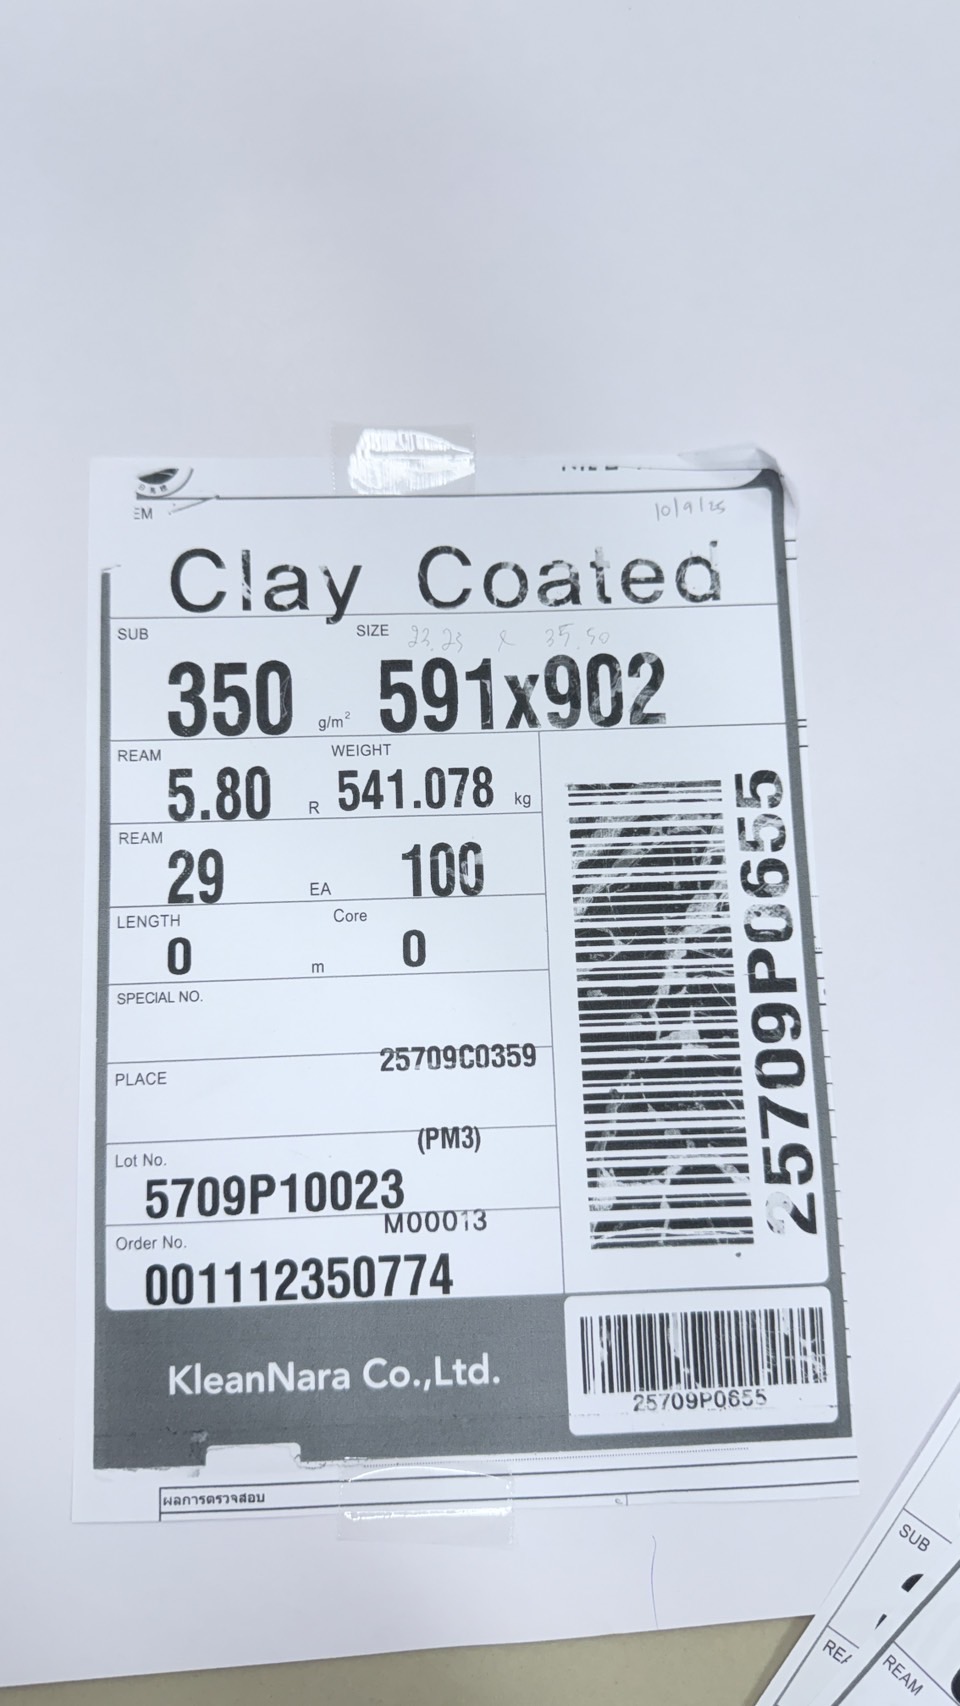 EM
10/9/25
Clay Coated
SUB SIZE
350 g/m² 591x902
REAM WEIGHT
5.80 R 541.078 kg
REAM
29 EA 100
LENGTH Core
0 m 0
SPECIAL NO.
25709C0359
PLACE
(PM3)
Lot No.
5709P10023
M00013
Order No.
001112350774
25709P0655
KleanNara Co.,Ltd.
25709P0655
ผลการตรวจสอบ
SUB
REAM